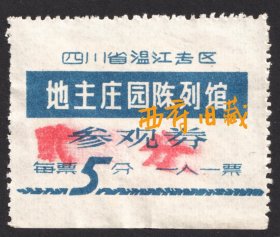 四川省温江专区
地主庄园陈列馆
西府旧藏
参观券
每票5分 一人一票